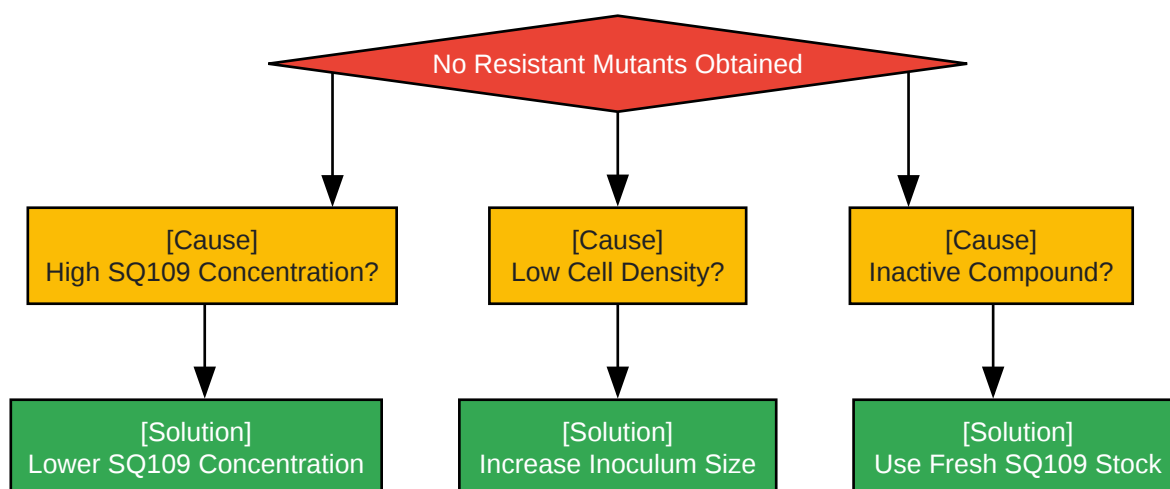 No Resistant Mutants Obtained
[Cause]
High SQ109 Concentration?
[Cause]
Low Cell Density?
[Cause]
Inactive Compound?
[Solution]
Lower SQ109 Concentration
[Solution]
Increase Inoculum Size
[Solution]
Use Fresh SQ109 Stock